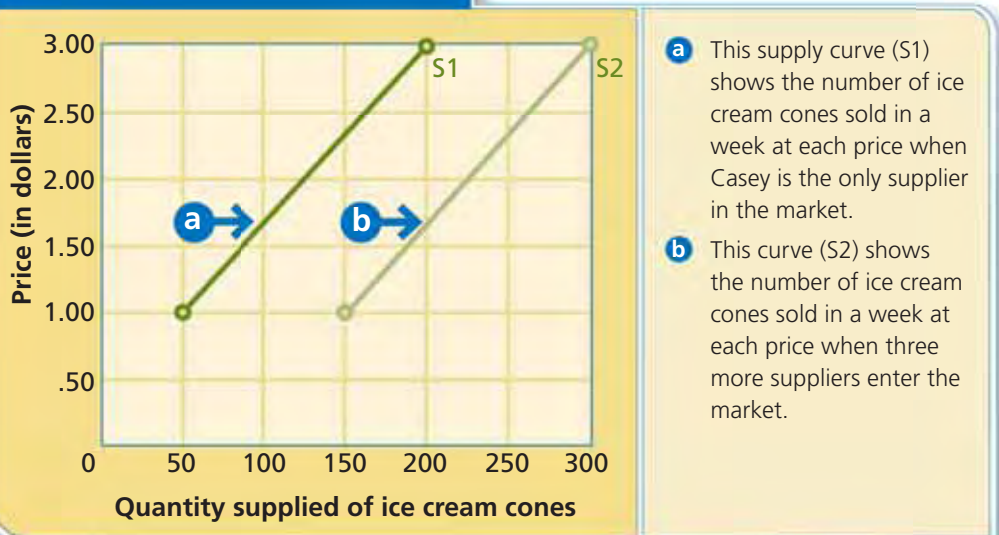 3.00
2.50
2.00
1.50
1.00
.50
0 50 100 150 200 250 300
Price (in dollars)
Quantity supplied of ice cream cones
S1
S2
a
b
a This supply curve (S1)
shows the number of ice
cream cones sold in a
week at each price when
Casey is the only supplier
in the market.
b This curve (S2) shows
the number of ice cream
cones sold in a week at
each price when three
more suppliers enter the
market.